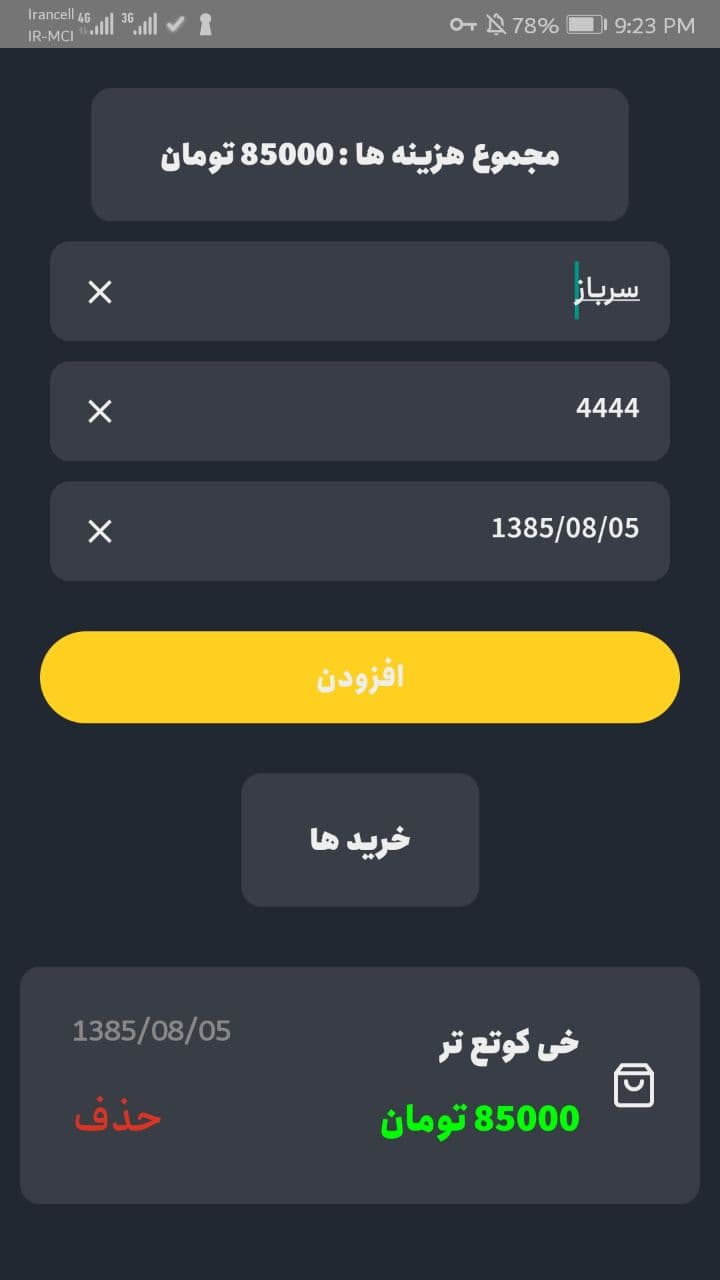 Irancell 4G 3G 78% 9:23 PM
IR-MCI
مجموع هزینه ها : 85000 تومان
سرباز
4444
1385/08/05
افزودن
خرید ها
خی کوتع تر
1385/08/05
85000 تومان
حذف